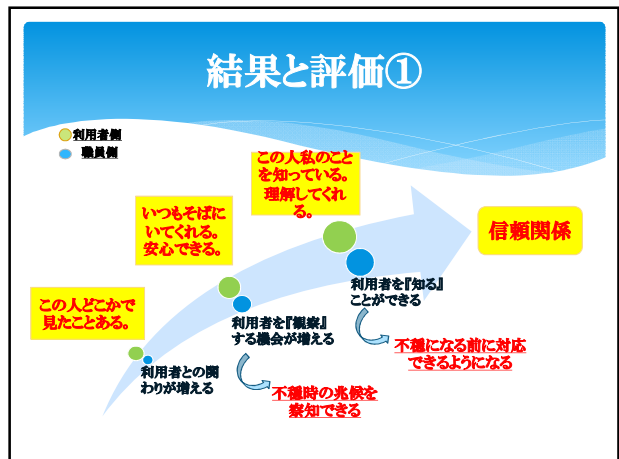 結果と評価①
利用者側
職員側
この人私のこと
を知っている。
理解してくれ
る。
いつもそばに
いてくれる。
安心できる。
信頼関係
この人どこかで
見たことある。
利用者を『知る』
ことができる
利用者を『観察』
する機会が増える
不穏になる前に対応
できるようになる
利用者との関
わりが増える
不穏時の兆候を
察知できる